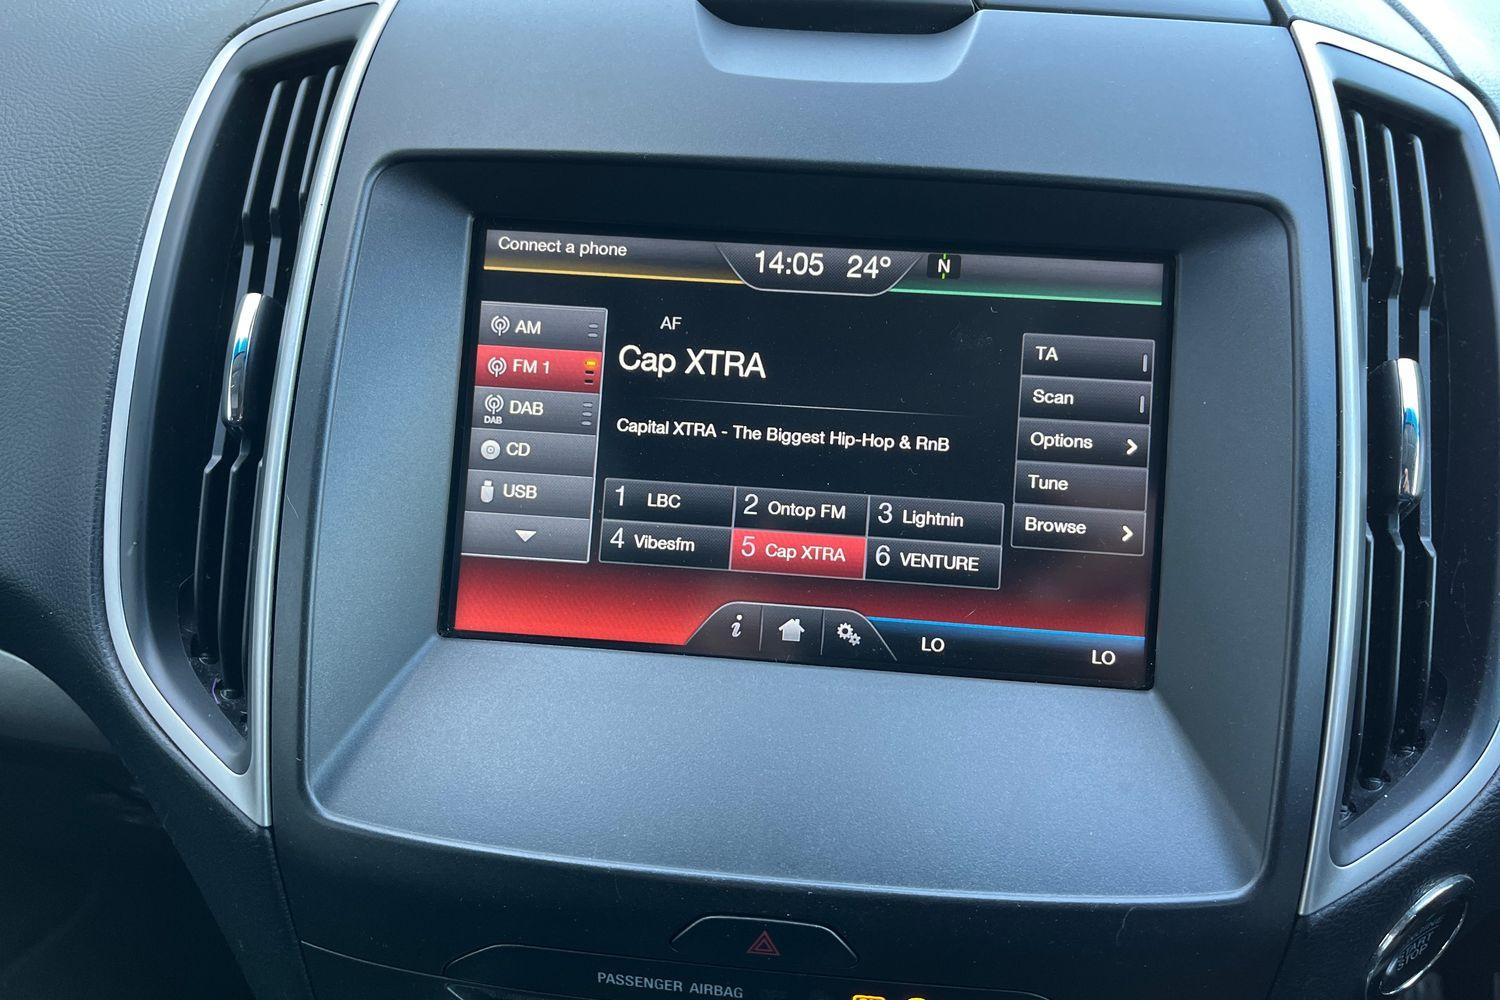 Connect a phone
14:05 24° N
AM
FM 1
DAB
DAB
CD
USB
AF
Cap XTRA
Capital XTRA - The Biggest Hip-Hop & RnB
1 LBC 2 Ontop FM 3 Lightnin
4 Vibesfm 5 Cap XTRA 6 VENTURE
TA
Scan
Options
Tune
Browse
i
LO LO
PASSENGER AIRBAG
START
STOP